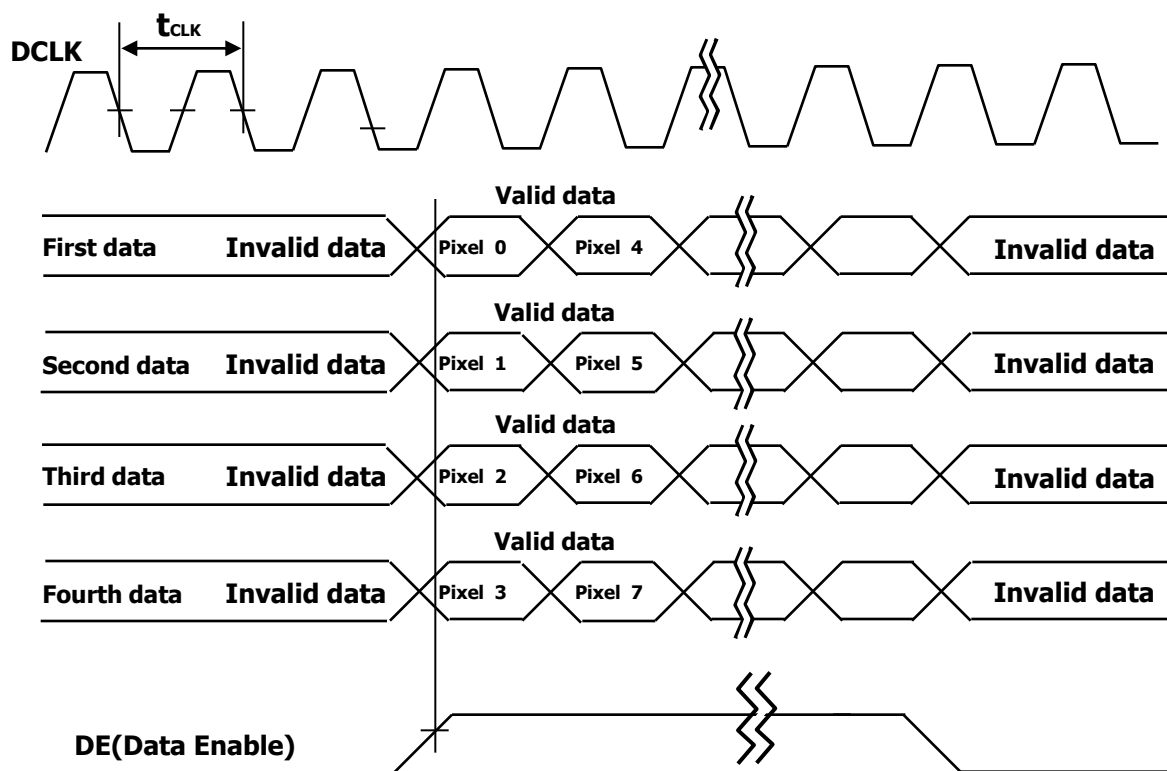 tCLK
DCLK
Valid data
First data Invalid data Pixel 0 Pixel 4 Invalid data
Valid data
Second data Invalid data Pixel 1 Pixel 5 Invalid data
Valid data
Third data Invalid data Pixel 2 Pixel 6 Invalid data
Valid data
Fourth data Invalid data Pixel 3 Pixel 7 Invalid data
DE(Data Enable)